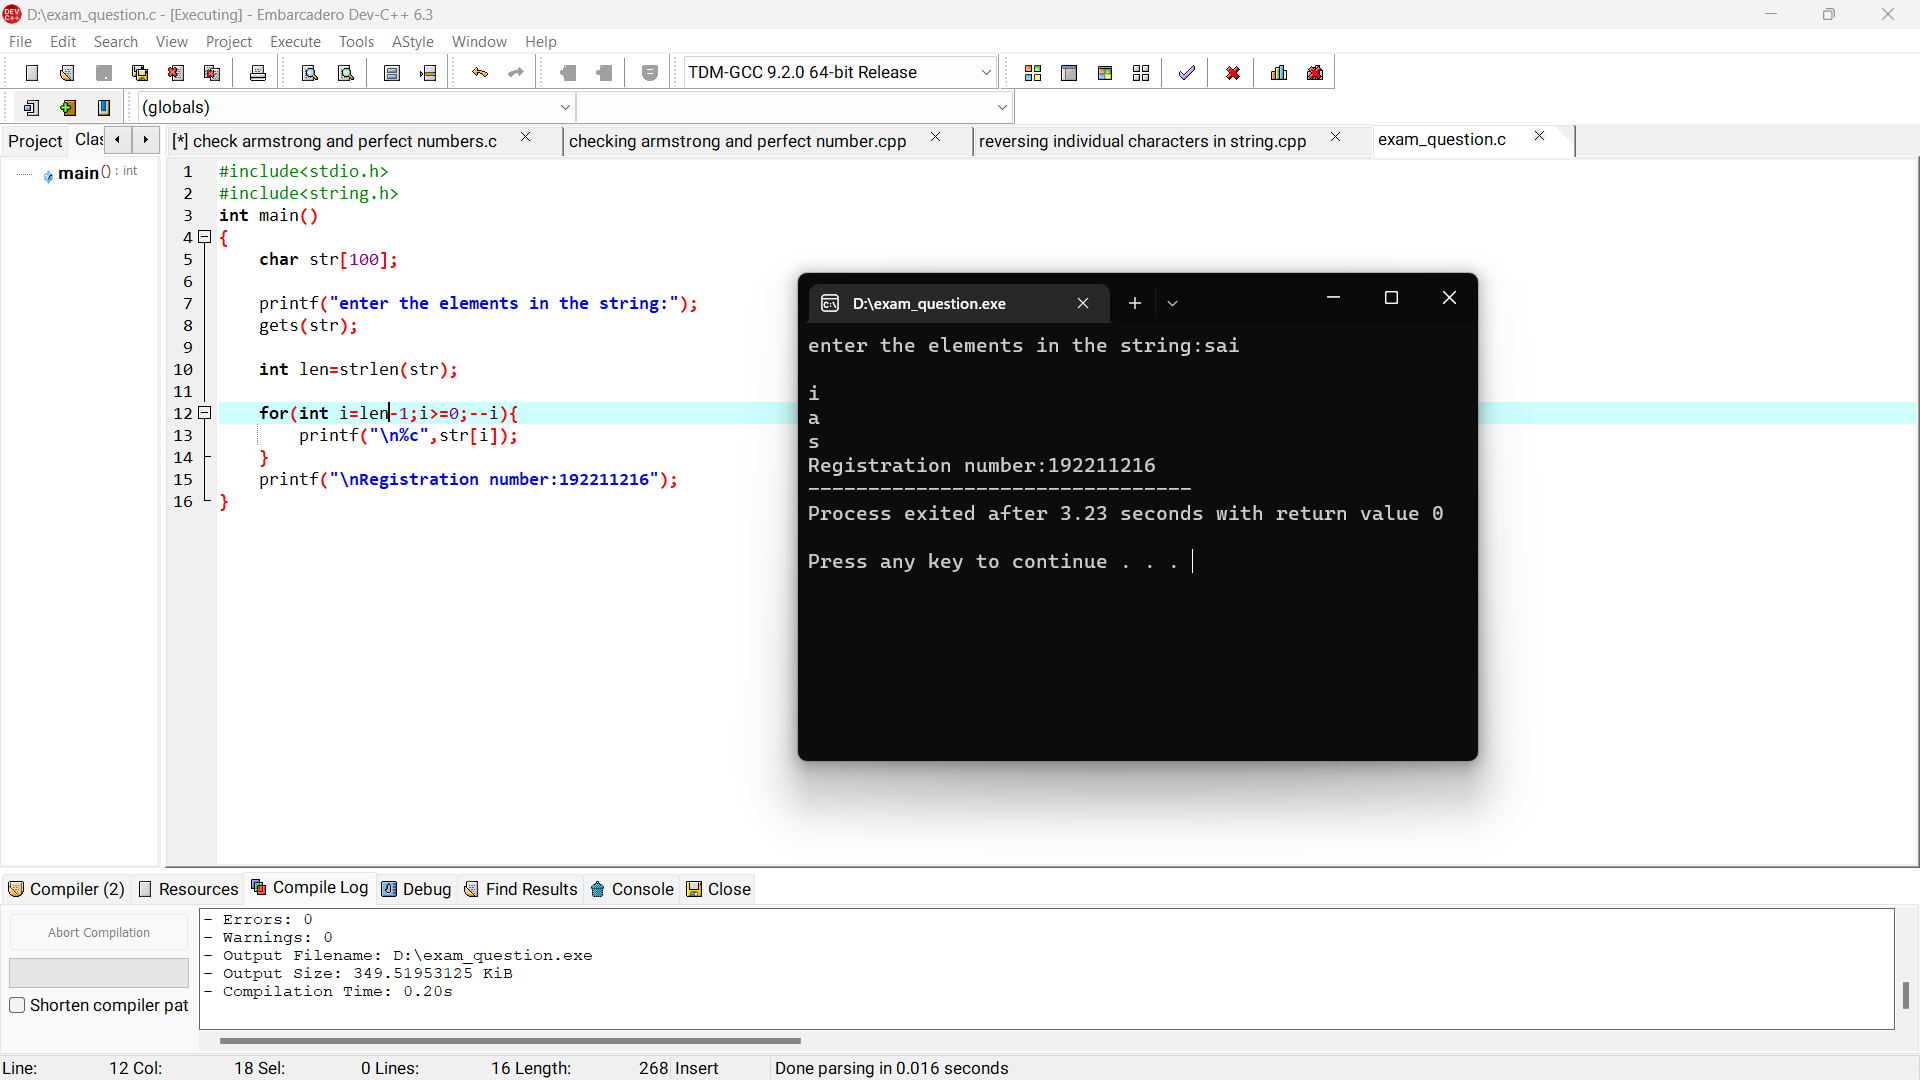 D:\exam_question.c - [Executing] - Embarcadero Dev-C++ 6.3
File Edit Search View Project Execute Tools AStyle Window Help
TDM-GCC 9.2.0 64-bit Release
(globals)
Project Clas
[*] check armstrong and perfect numbers.c
checking armstrong and perfect number.cpp
reversing individual characters in string.cpp
exam_question.c
main() : int
1 #include<stdio.h>
2 #include<string.h>
3 int main()
4 {
5 char str[100];
6
7 printf("enter the elements in the string:");
8 gets(str);
9
10 int len=strlen(str);
11
12 for(int i=len-1;i>=0;--i){
13 printf("\n%c",str[i]);
14 }
15 printf("\nRegistration number:192211216");
16 }
D:\exam_question.exe
enter the elements in the string:sai
i
a
s
Registration number:192211216
--------------------------------
Process exited after 3.23 seconds with return value 0
Press any key to continue . . .
Compiler (2) Resources Compile Log Debug Find Results Console Close
Abort Compilation
Shorten compiler pat
- Errors: 0
- Warnings: 0
- Output Filename: D:\exam_question.exe
- Output Size: 349.51953125 KiB
- Compilation Time: 0.20s
Line: 12 Col: 18 Sel: 0 Lines: 16 Length: 268 Insert Done parsing in 0.016 seconds